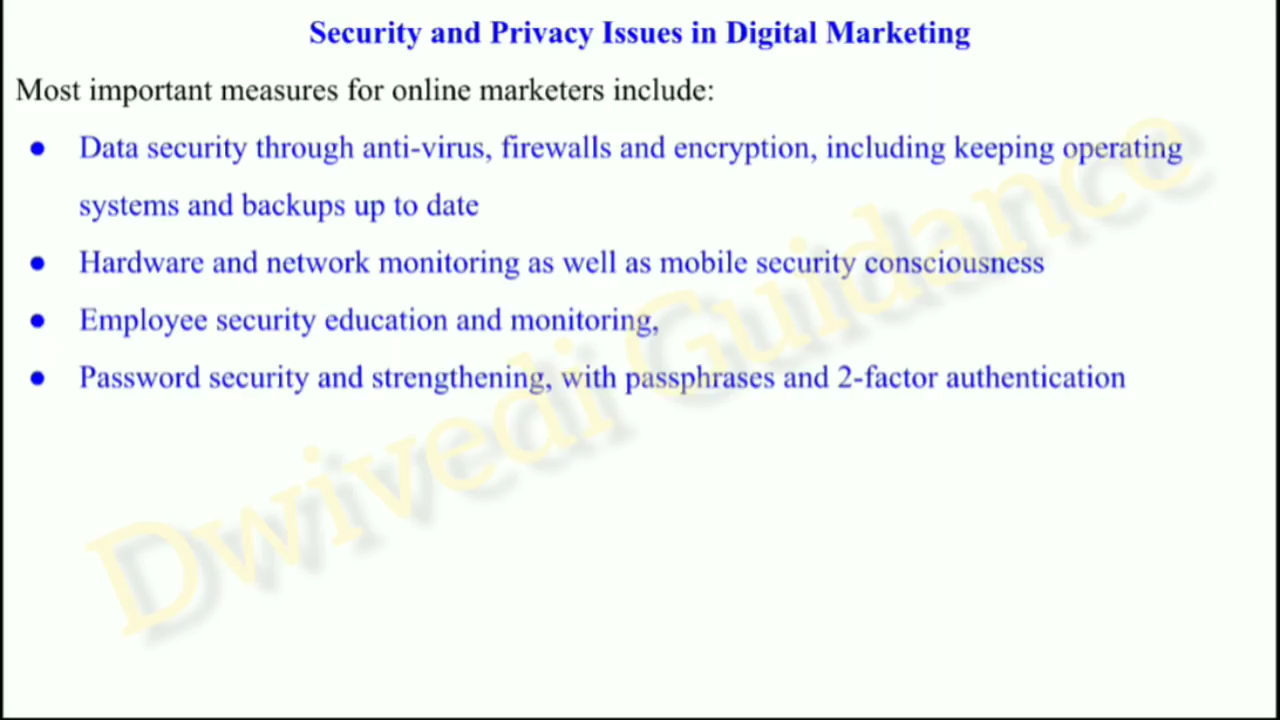 Security and Privacy Issues in Digital Marketing
Most important measures for online marketers include:
● Data security through anti-virus, firewalls and encryption, including keeping operating
systems and backups up to date
● Hardware and network monitoring as well as mobile security consciousness
● Employee security education and monitoring,
● Password security and strengthening, with passphrases and 2-factor authentication
Dwivedi Guidance